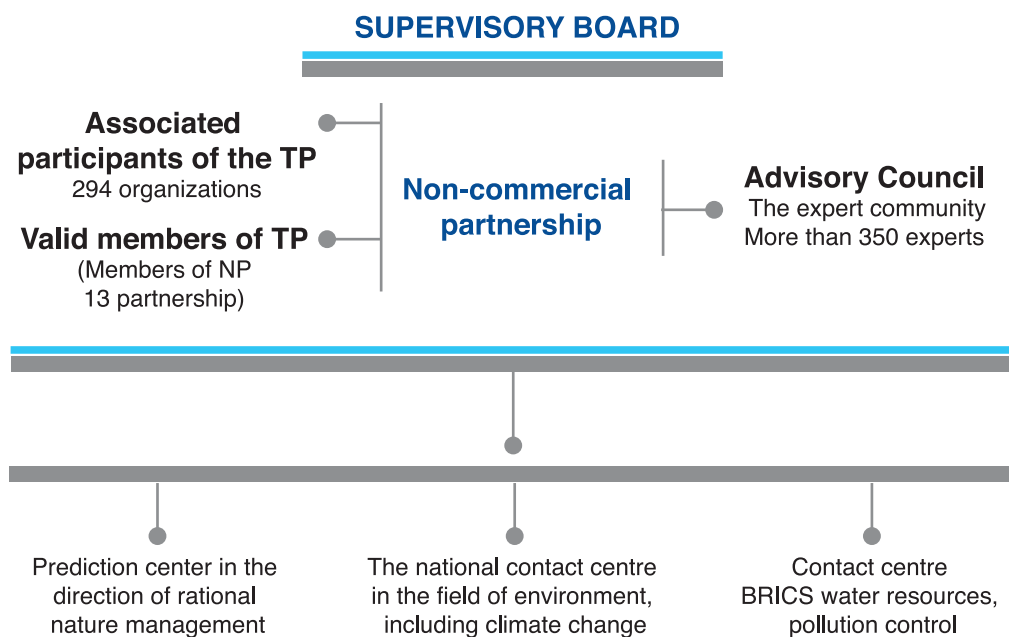 SUPERVISORY BOARD
Associated
participants of the TP
294 organizations
Valid members of TP
(Members of NP
13 partnership)
Non-commercial
partnership
Advisory Council
The expert community
More than 350 experts
Prediction center in the
direction of rational
nature management
The national contact centre
in the field of environment,
including climate change
Contact centre
BRICS water resources,
pollution control